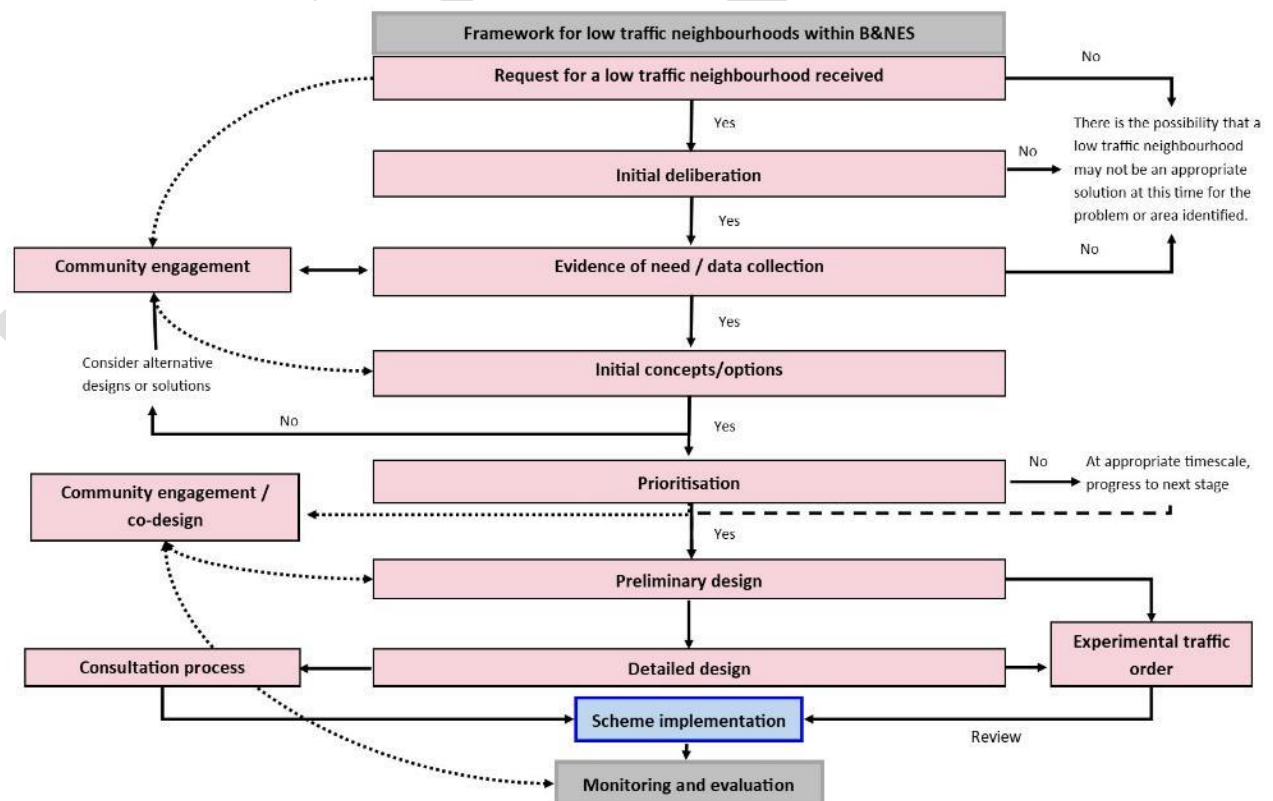 Framework for low traffic neighbourhoods within B&NES
Request for a low traffic neighbourhood received
No
Yes
There is the possibility that a
low traffic neighbourhood
may not be an appropriate
solution at this time for the
problem or area identified.
Initial deliberation
No
Yes
Community engagement
Evidence of need / data collection
No
Yes
Consider alternative
designs or solutions
Initial concepts/options
No
Yes
Prioritisation
No
At appropriate timescale,
progress to next stage
Community engagement /
co-design
Yes
Preliminary design
Experimental traffic
order
Consultation process
Detailed design
Scheme implementation
Review
Monitoring and evaluation